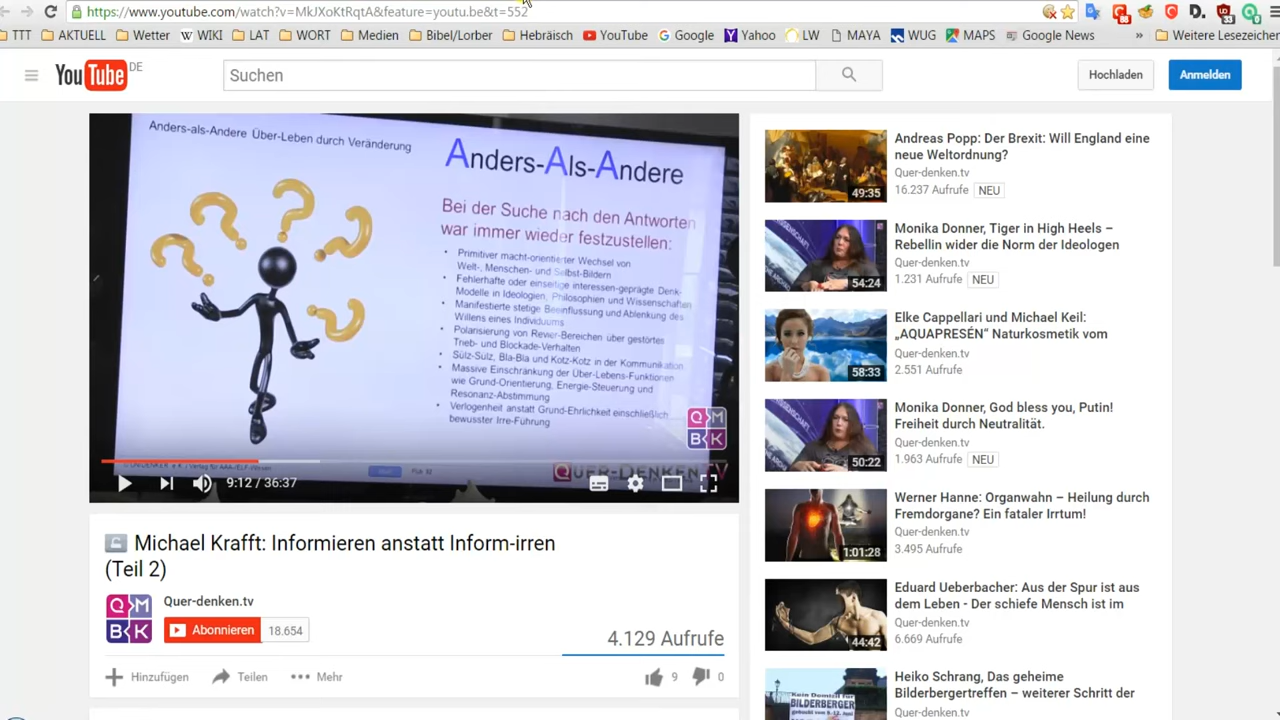 https://www.youtube.com/watch?v=MkJXoKtRqtA&feature=youtu.be&t=552
TTT AKTUELL Wetter WIKI LAT WORT Medien Bibel/Lorber Hebräisch YouTube Google Yahoo LW MAYA WUG MAPS Google News » Weitere Lesezeichen
YouTube DE
Suchen
Hochladen
Anmelden
Anders-als-Andere Über-Leben durch Veränderung
Anders-Als-Andere
Bei der Suche nach den Antworten
war immer wieder festzustellen:
• Primitiver macht-orientierter Wechsel von
Welt-, Menschen- und Selbst-Bildern
• Fehlerhafte oder einseitige interessen-geprägte Denk-
Modelle in Ideologien, Philosophien und Wissenschaften
• Manifestierte stetige Beeinflussung und Ablenkung des
Willens eines Individuums
• Polarisierung von Revier-Bereichen über gestörtes
Trieb- und Blockade-Verhalten
• Sülz-Sülz, Bla-Bla und Kotz-Kotz in der Kommunikation
• Massive Einschränkung der Über-Lebens-Funktionen
wie Grund-Orientierung, Energie-Steuerung und
Resonanz-Abstimmung
• Verlogenheit anstatt Grund-Ehrlichkeit einschließlich
bewusster Irre-Führung
Q M
B K
QUER-DENKEN.TV
9:12 / 36:37
Michael Krafft: Informieren anstatt Inform-irren
(Teil 2)
Q M
B K
Quer-denken.tv
Abonnieren 18.654
4.129 Aufrufe
Hinzufügen Teilen Mehr 9 0
Andreas Popp: Der Brexit: Will England eine
neue Weltordnung?
Quer-denken.tv
16.237 Aufrufe NEU
49:35
Monika Donner, Tiger in High Heels –
Rebellin wider die Norm der Ideologen
Quer-denken.tv
1.231 Aufrufe NEU
54:24
Elke Cappellari und Michael Keil:
„AQUAPRESÉN“ Naturkosmetik vom
Quer-denken.tv
2.551 Aufrufe
58:33
Monika Donner, God bless you, Putin!
Freiheit durch Neutralität.
Quer-denken.tv
1.963 Aufrufe NEU
50:22
Werner Hanne: Organwahn – Heilung durch
Fremdorgane? Ein fataler Irrtum!
Quer-denken.tv
3.495 Aufrufe
1:01:28
Eduard Ueberbacher: Aus der Spur ist aus
dem Leben - Der schiefe Mensch ist im
Quer-denken.tv
6.669 Aufrufe
44:42
Heiko Schrang, Das geheime
Bilderbergertreffen – weiterer Schritt der
Quer-denken.tv
BILDERBERGER